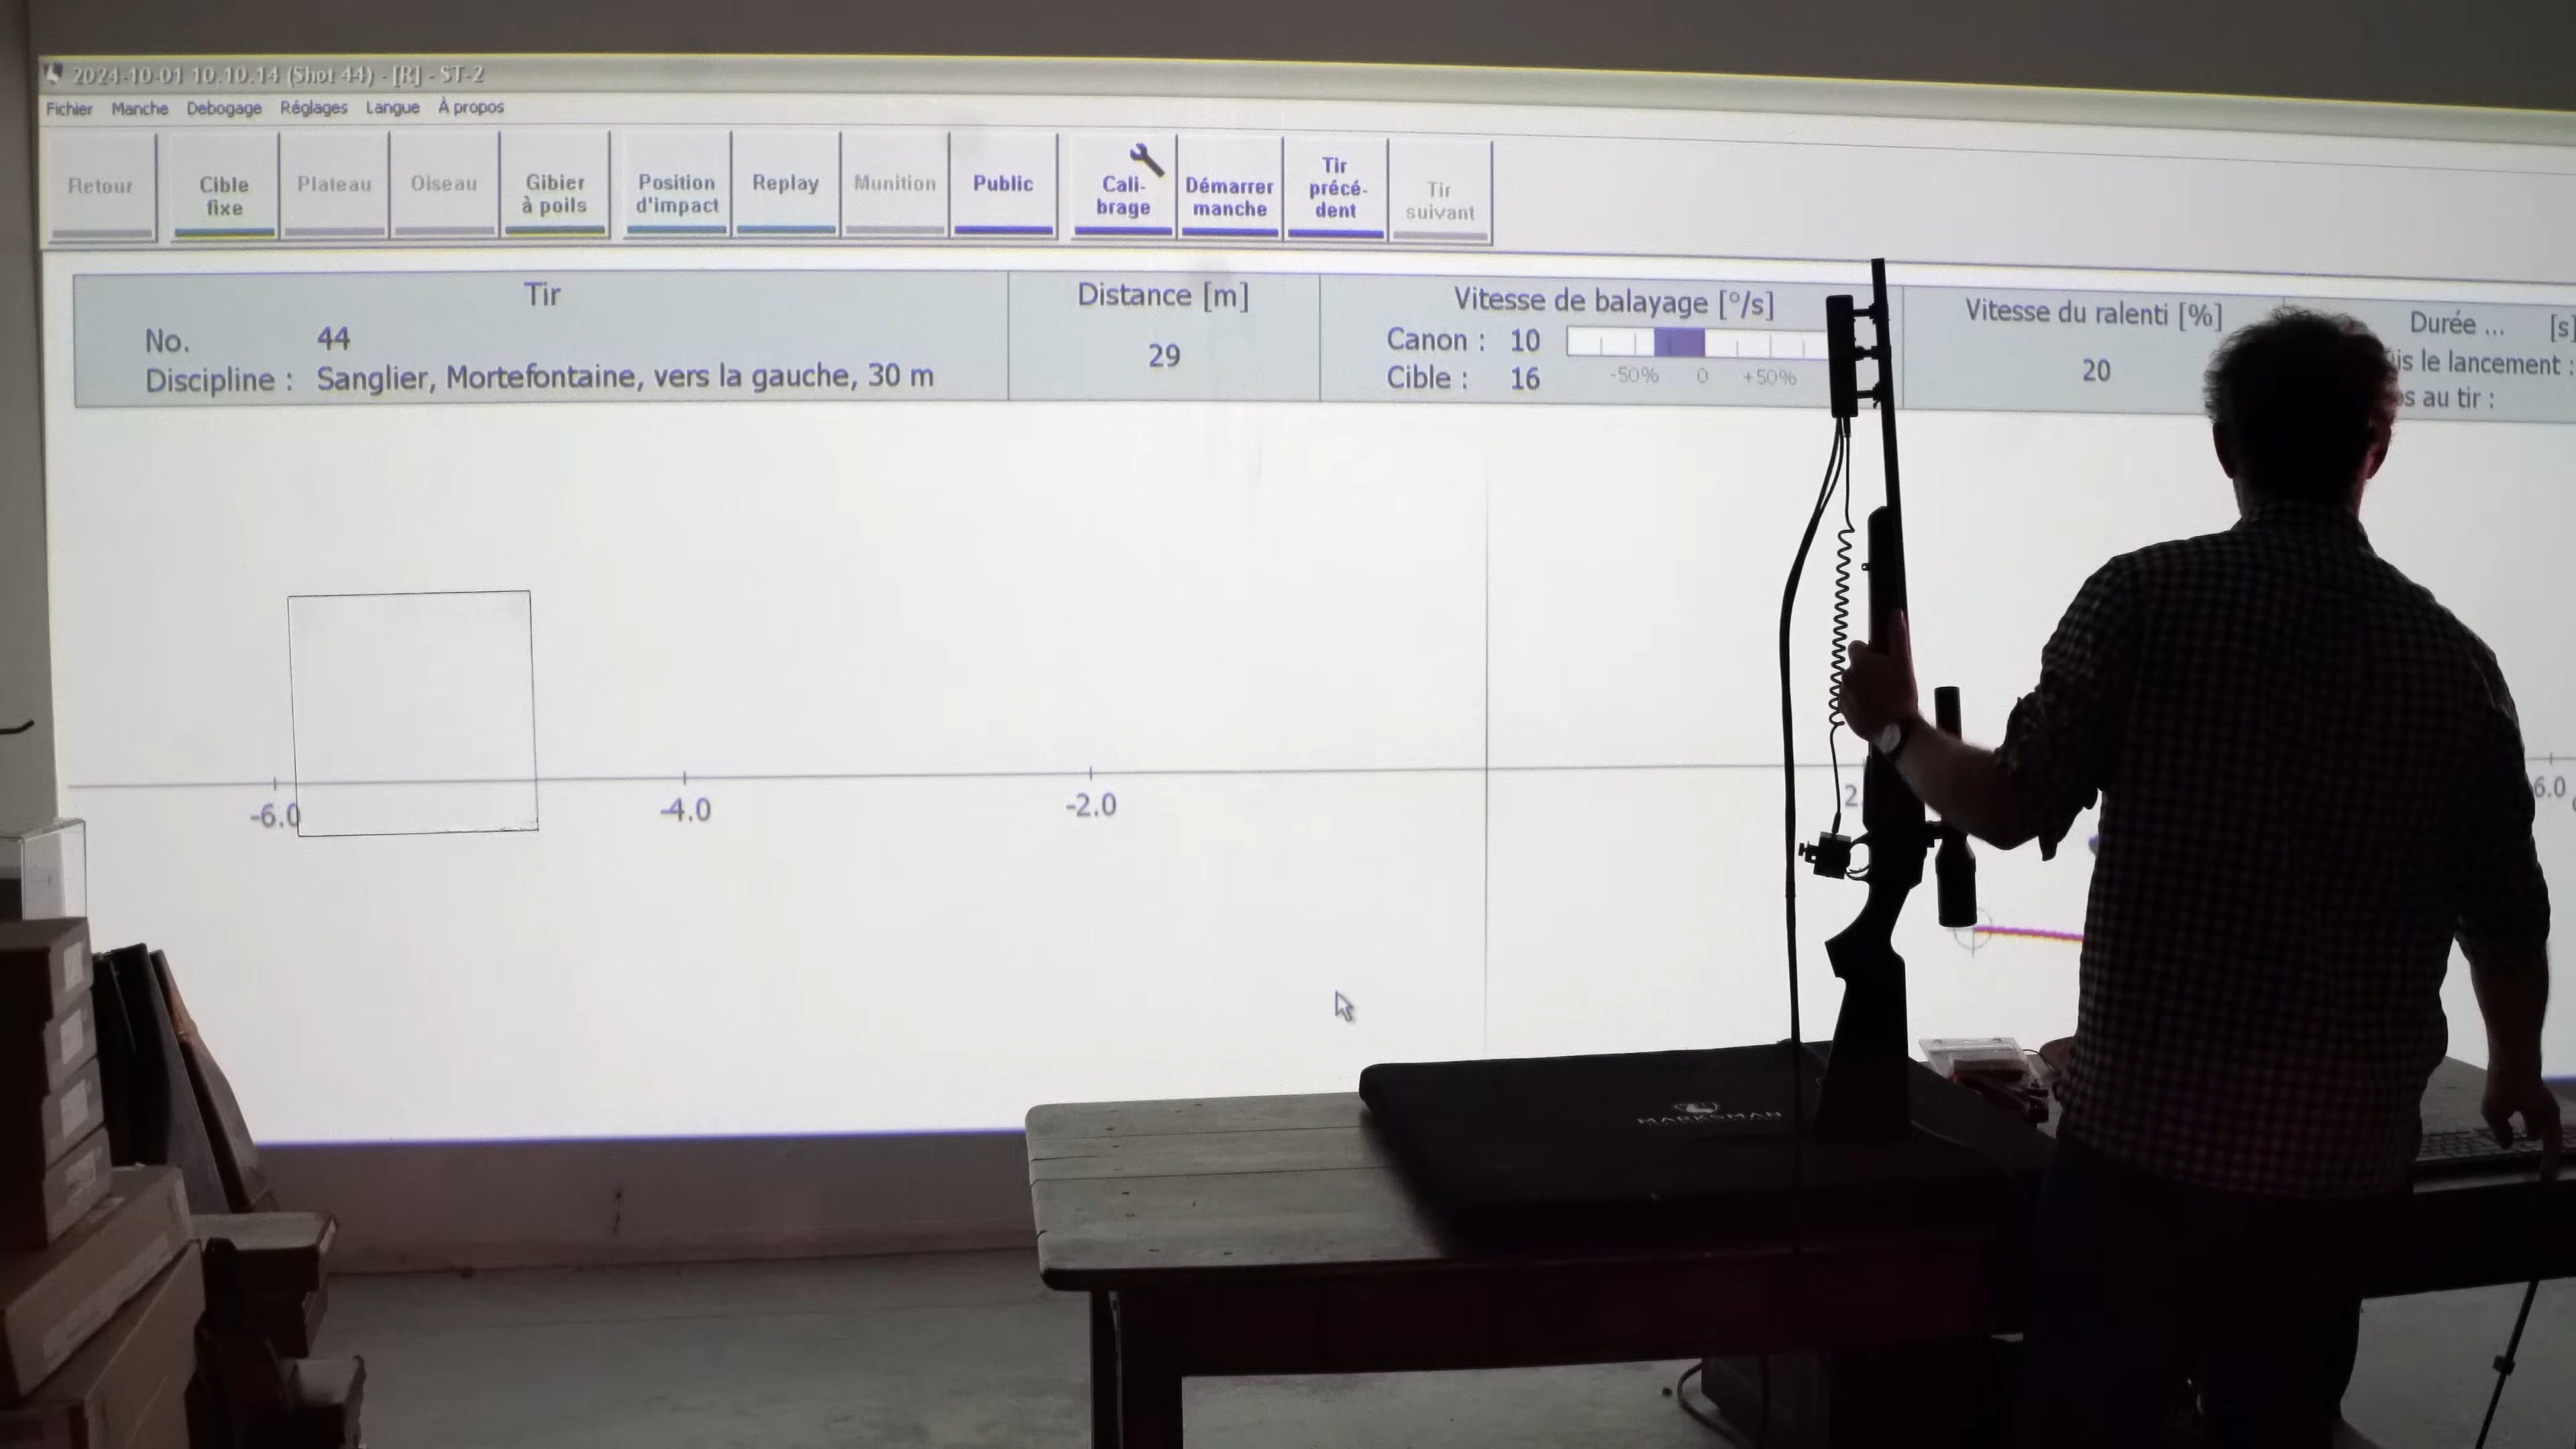 2024-10-01 10.10.14 (Shot 44) - [R] - ST-2
Fichier Manche Debogage Réglages Langue À propos
Retour
Cible fixe
Plateau
Oiseau
Gibier à poils
Position d'impact
Replay
Munition
Public
Cali-
brage
Démarrer manche
Tir précé-
dent
Tir suivant
Tir
No. 44
Discipline : Sanglier, Mortefontaine, vers la gauche, 30 m
Distance [m]
29
Vitesse de balayage [°/s]
Canon : 10
Cible : 16
-50% 0 +50%
Vitesse du ralenti [%]
20
Durée ... [s]
is le lancement :
s au tir :
-6.0 -4.0 -2.0 2. 6.0
MARKSMAN